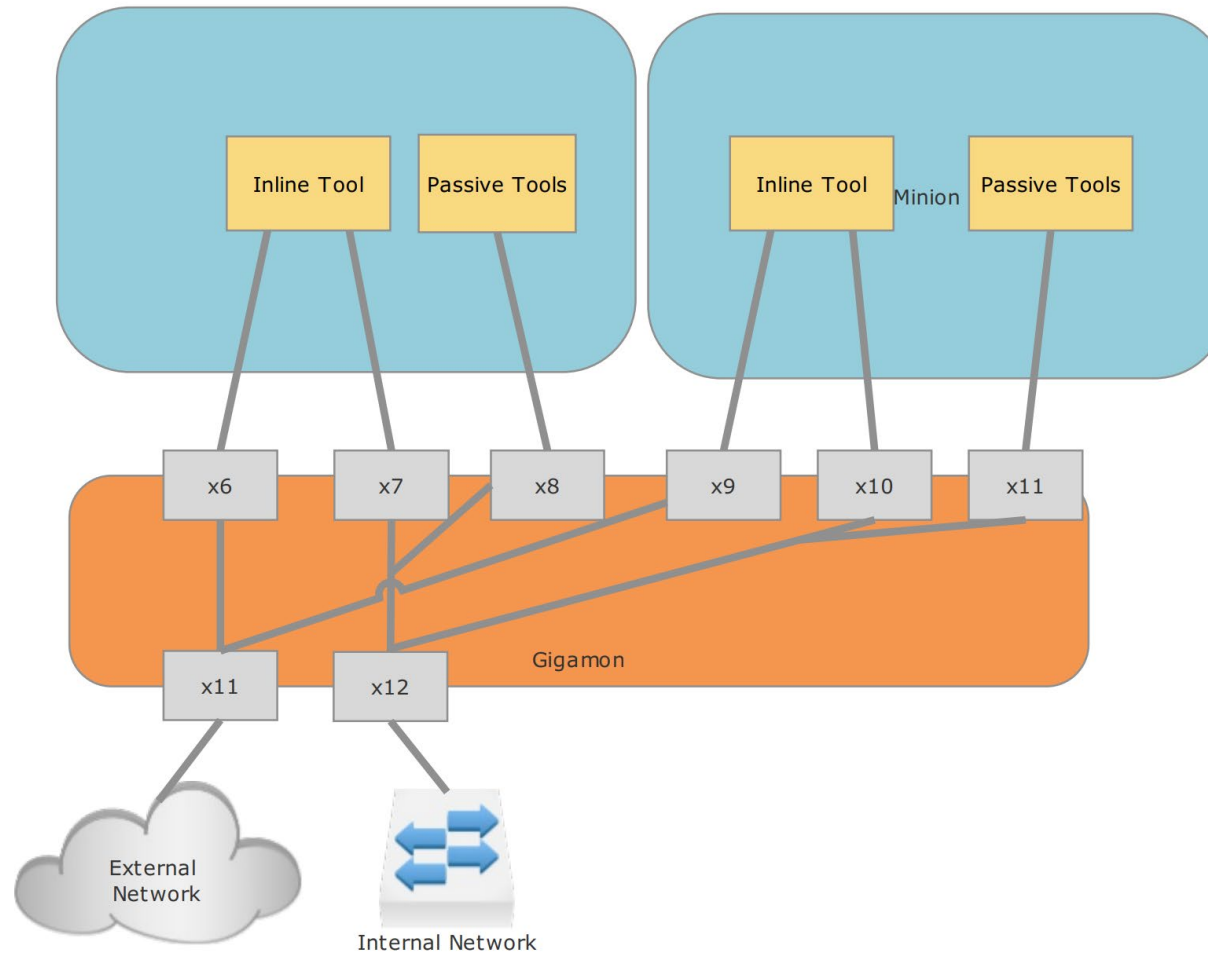 Inline Tool
Passive Tools
Inline Tool
Minion
Passive Tools
x6
x7
x8
x9
x10
x11
Gigamon
x11
x12
External
Network
Internal Network